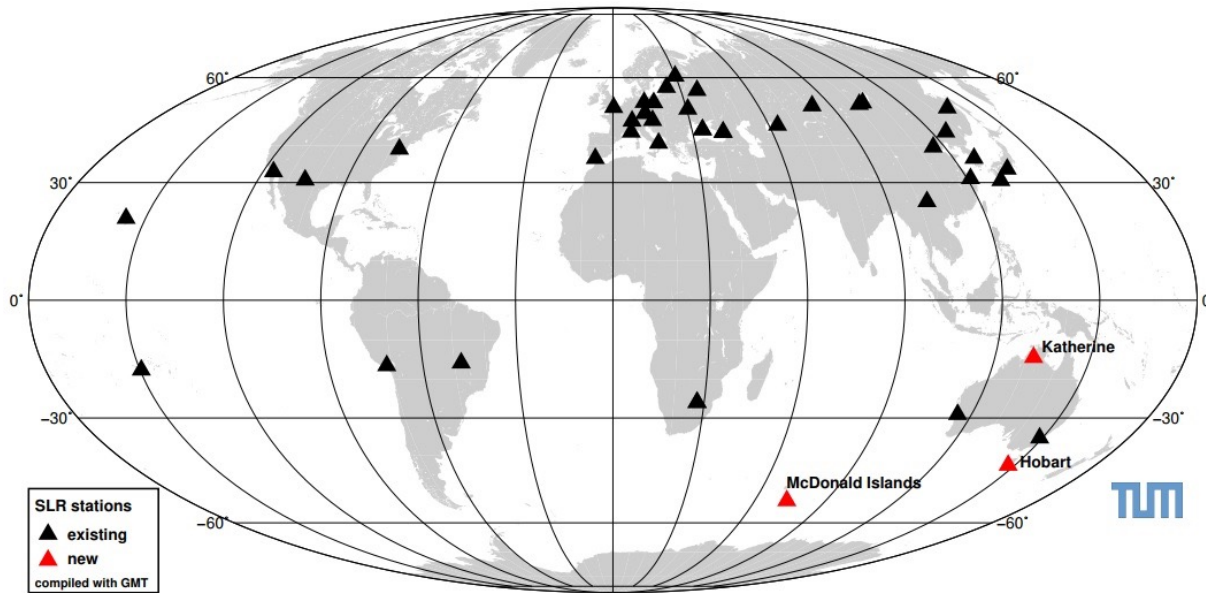 60˚
60˚
30˚
30˚
0˚
0˚
Katherine
−30˚
−30˚
Hobart
McDonald Islands
TUM
SLR stations
existing
new
compiled with GMT
−60˚
−60˚